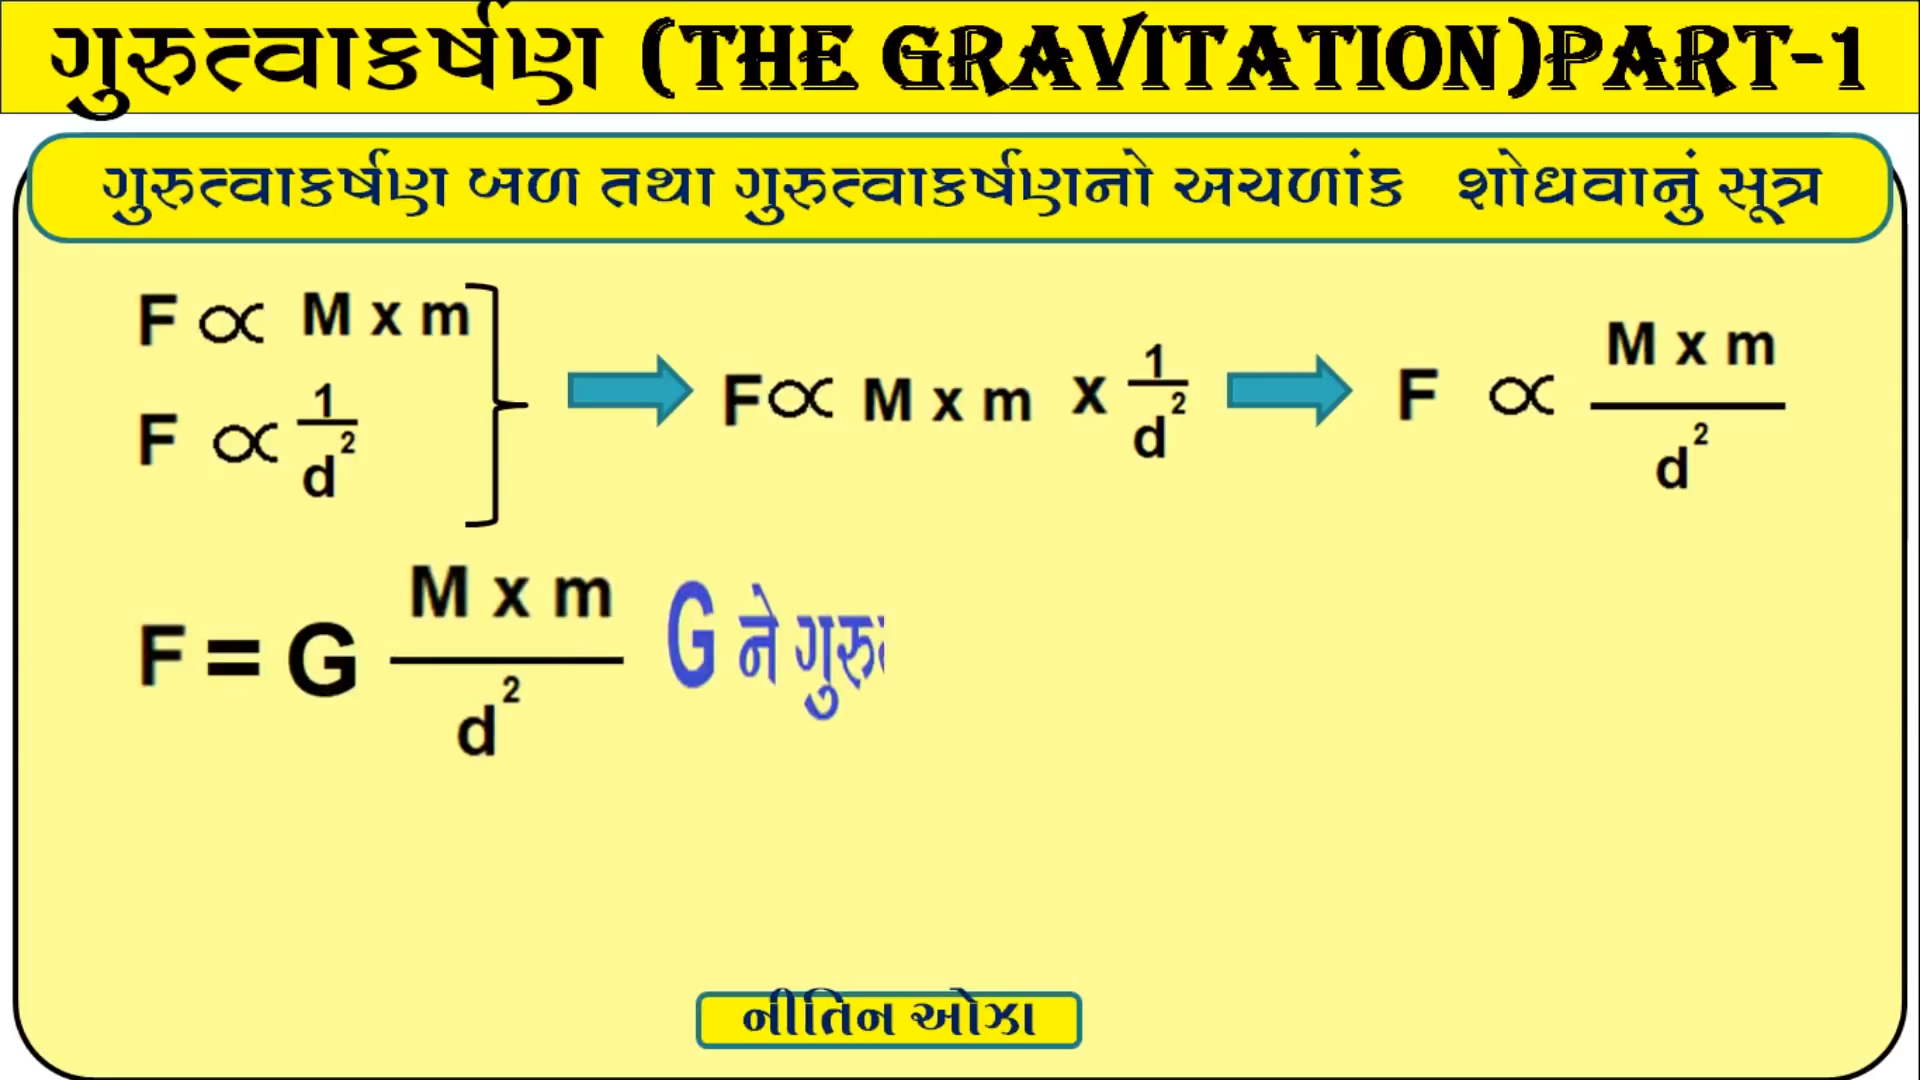 ગુરુત્વાકર્ષણ (THE GRAVITATION)PART-1
ગુરુત્વાકર્ષણ બળ તથા ગુરુત્વાકર્ષણનો અચળાંક શોધવાનું સૂત્ર
F ∝ M x m
F ∝ 1/d²
F ∝ M x m x 1/d²
F ∝ M x m / d²
F = G M x m / d²
G ને
નીતિન ઓઝા